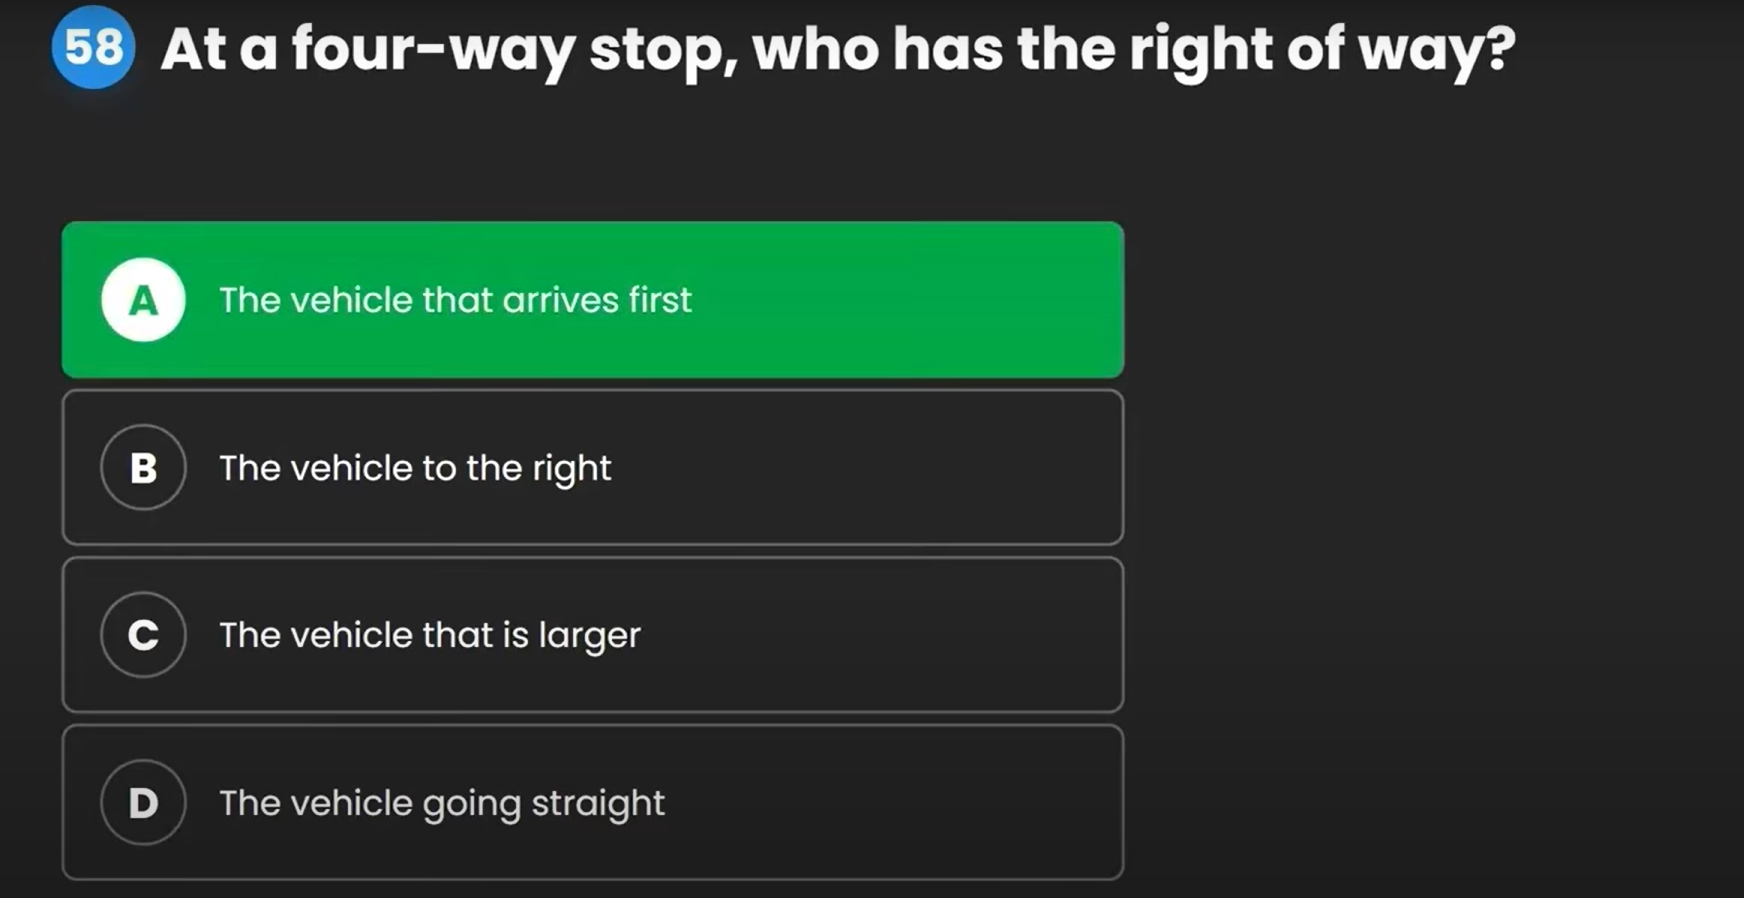 58 At a four-way stop, who has the right of way?
A The vehicle that arrives first
B The vehicle to the right
C The vehicle that is larger
D The vehicle going straight